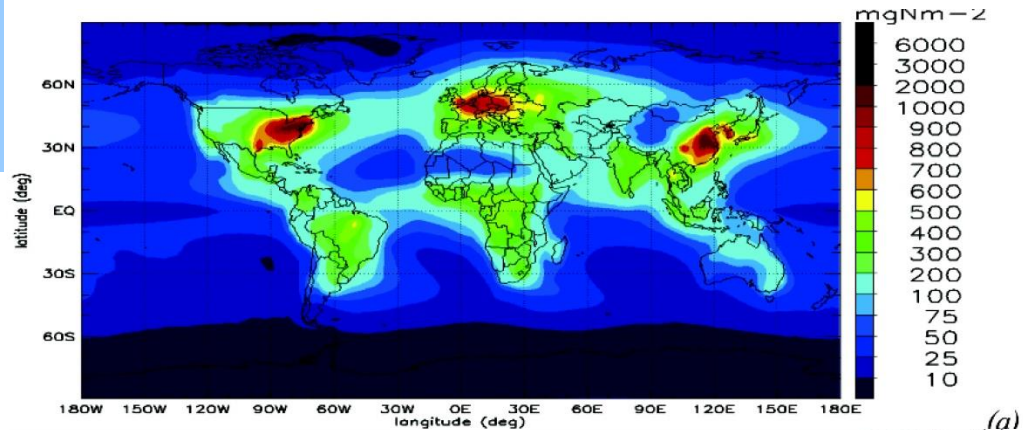 mgNm−2
6000
3000
2000
1000
900
800
700
600
500
400
300
200
100
75
50
25
10
60N
30N
EQ
30S
60S
latitude (deg)
180W 150W 120W 90W 60W 30W 0E 30E 60E 90E 120E 150E 180E
longitude (deg)
(a)